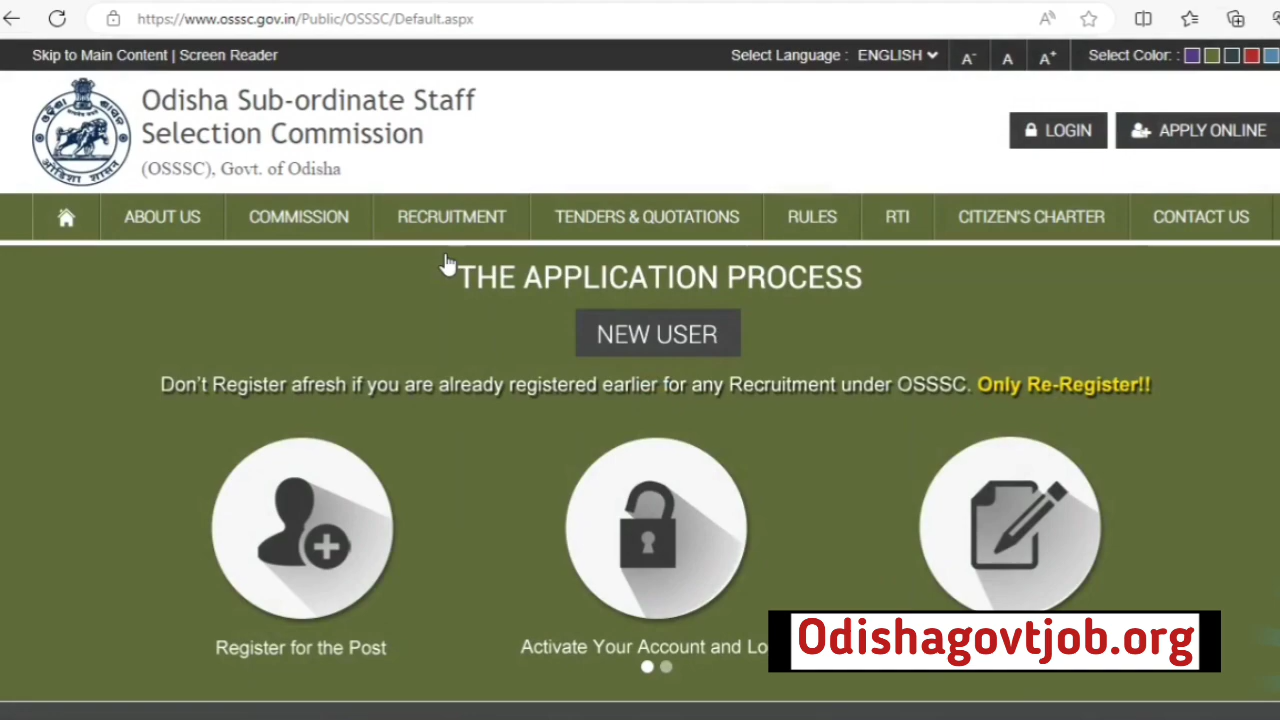 https://www.osssc.gov.in/Public/OSSSC/Default.aspx
Skip to Main Content | Screen Reader
Select Language : ENGLISH
A-
A
A+
Select Color: :
Odisha Sub-ordinate Staff
Selection Commission
(OSSSC), Govt. of Odisha
LOGIN
APPLY ONLINE
ABOUT US
COMMISSION
RECRUITMENT
TENDERS & QUOTATIONS
RULES
RTI
CITIZEN'S CHARTER
CONTACT US
THE APPLICATION PROCESS
NEW USER
Don't Register afresh if you are already registered earlier for any Recruitment under OSSSC. Only Re-Register!!
Register for the Post
Activate Your Account and Lo
Odishagovtjob.org